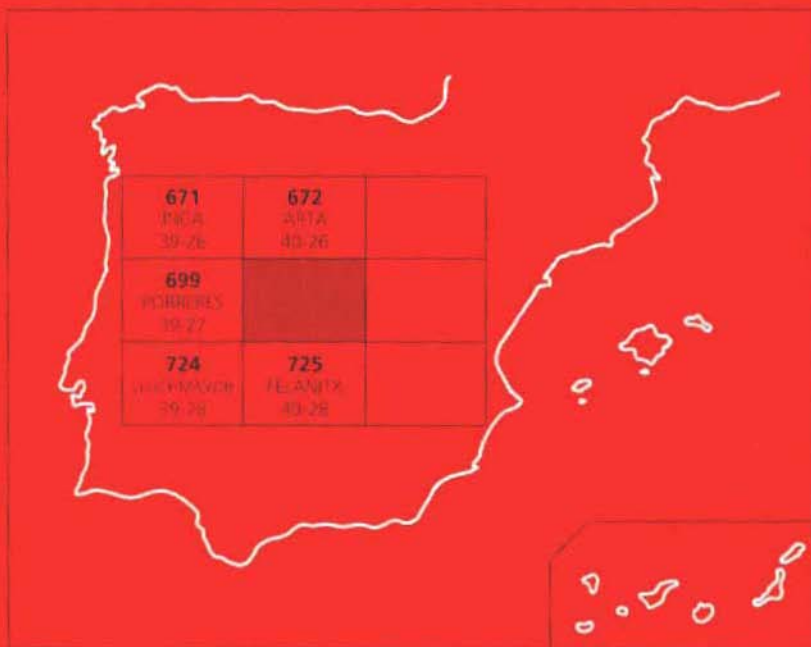 671
INCA
39-26
672
ARTA
40-26
699
PORRERES
39-27
724
LLUCHMAYOR
39-28
725
FELANITX
40-28